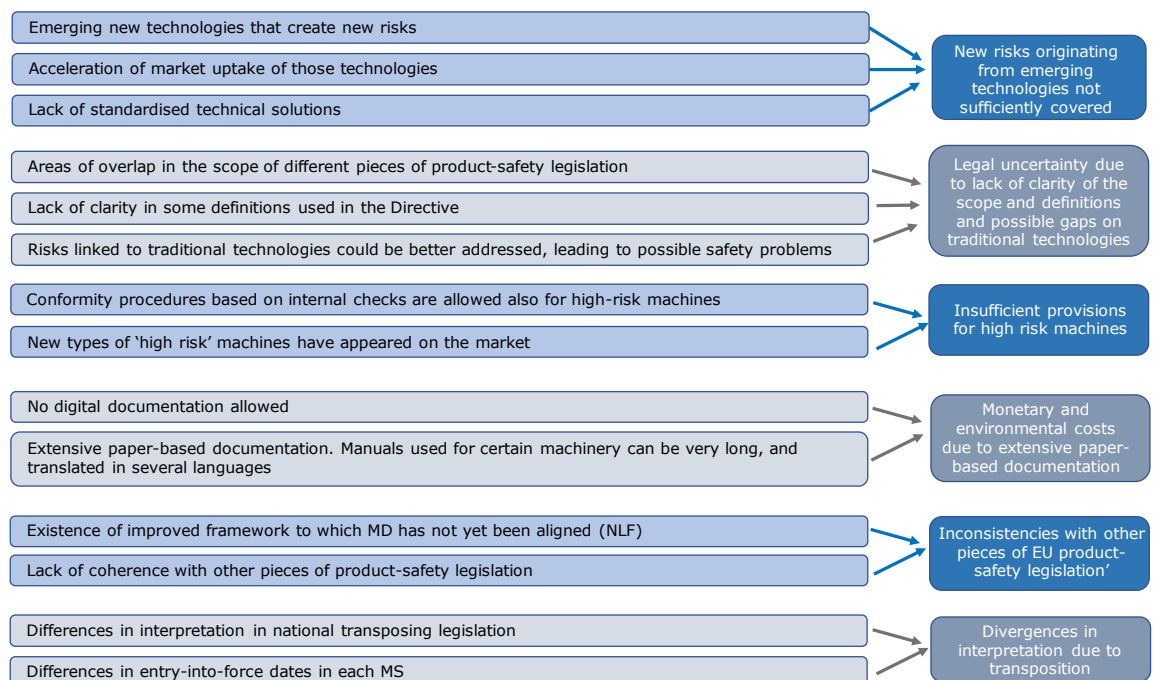 Emerging new technologies that create new risks
Acceleration of market uptake of those technologies
Lack of standardised technical solutions
New risks originating
from emerging
technologies not
sufficiently covered
Areas of overlap in the scope of different pieces of product-safety legislation
Lack of clarity in some definitions used in the Directive
Risks linked to traditional technologies could be better addressed, leading to possible safety problems
Legal uncertainty due
to lack of clarity of the
scope and definitions
and possible gaps on
traditional technologies
Conformity procedures based on internal checks are allowed also for high-risk machines
New types of ‘high risk’ machines have appeared on the market
Insufficient provisions
for high risk machines
No digital documentation allowed
Extensive paper-based documentation. Manuals used for certain machinery can be very long, and
translated in several languages
Monetary and
environmental costs
due to extensive paper-
based documentation
Existence of improved framework to which MD has not yet been aligned (NLF)
Lack of coherence with other pieces of product-safety legislation
Inconsistencies with other
pieces of EU product-
safety legislation’
Differences in interpretation in national transposing legislation
Differences in entry-into-force dates in each MS
Divergences in
interpretation due to
transposition